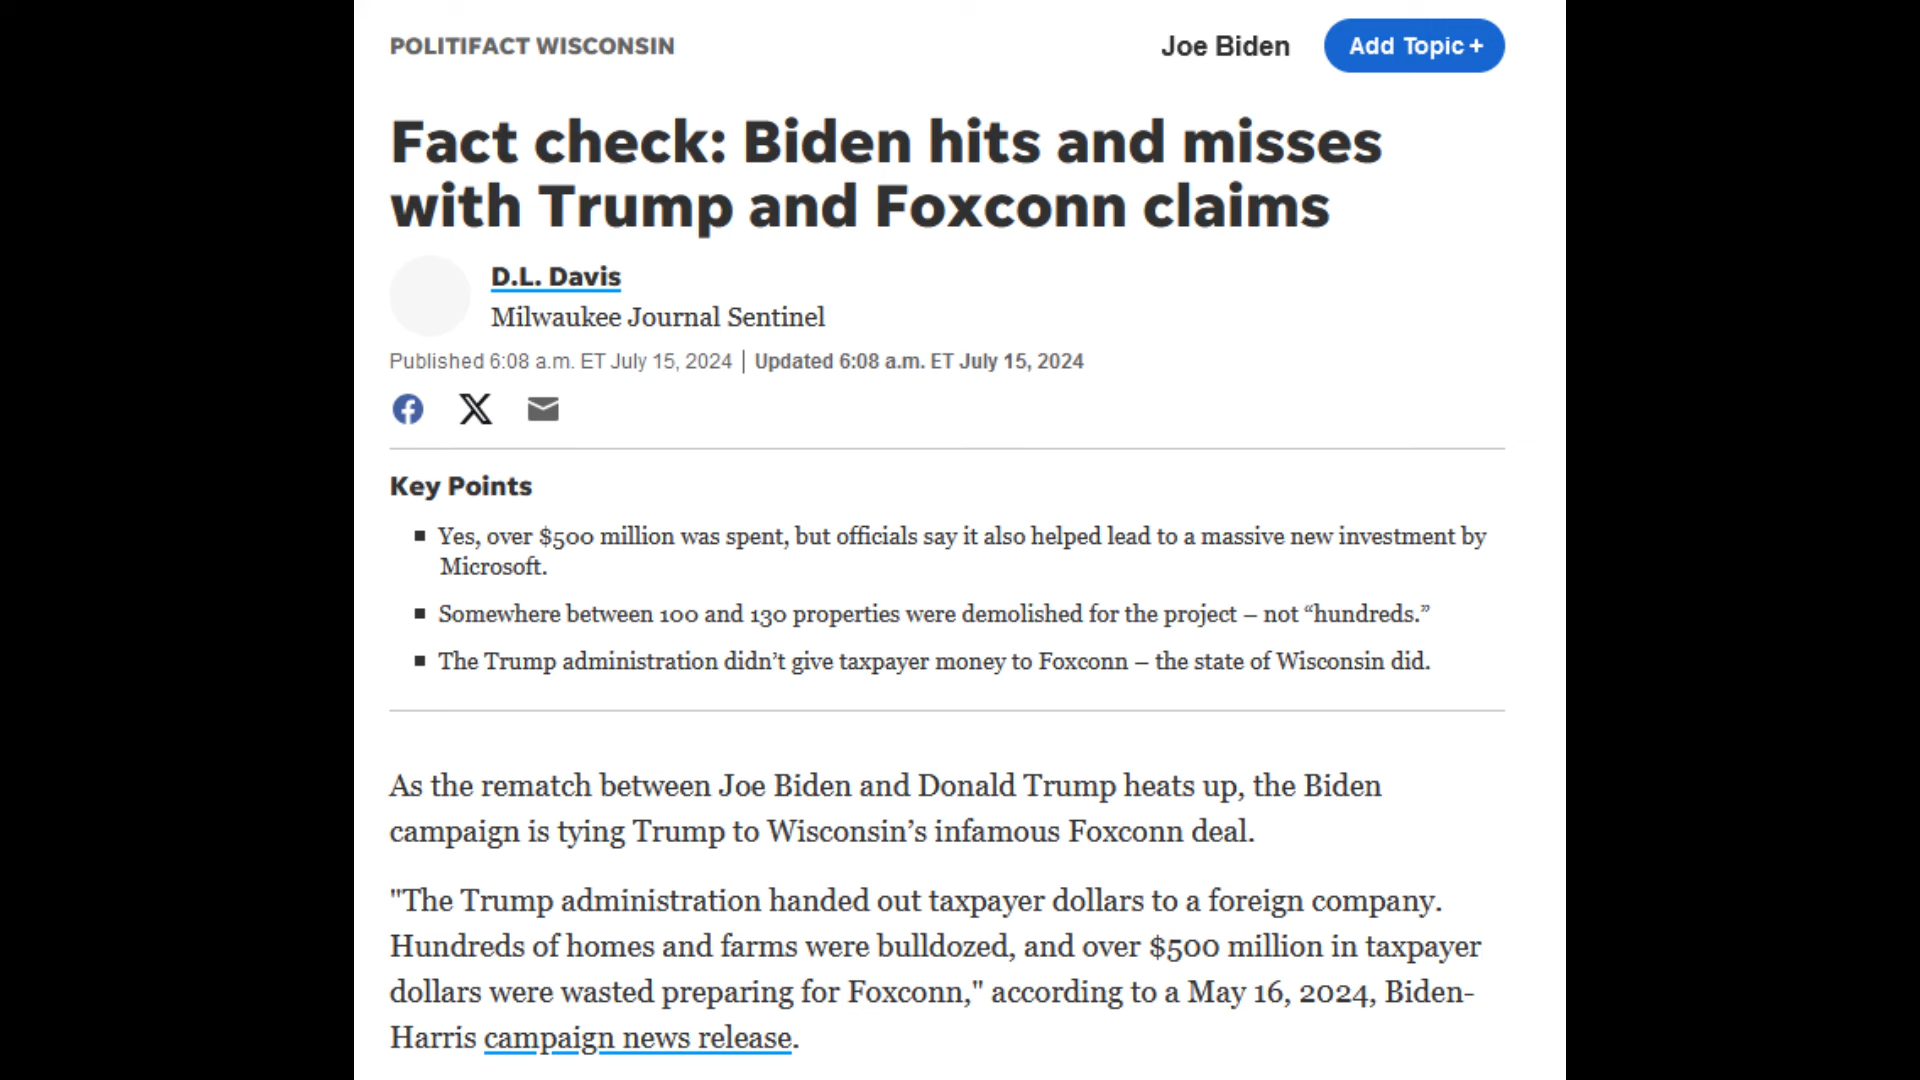 POLITIFACT WISCONSIN
Joe Biden
Add Topic +
Fact check: Biden hits and misses
with Trump and Foxconn claims
D.L. Davis
Milwaukee Journal Sentinel
Published 6:08 a.m. ET July 15, 2024 | Updated 6:08 a.m. ET July 15, 2024
Key Points
▪ Yes, over $500 million was spent, but officials say it also helped lead to a massive new investment by
Microsoft.
▪ Somewhere between 100 and 130 properties were demolished for the project – not “hundreds.”
▪ The Trump administration didn’t give taxpayer money to Foxconn – the state of Wisconsin did.
As the rematch between Joe Biden and Donald Trump heats up, the Biden
campaign is tying Trump to Wisconsin’s infamous Foxconn deal.
"The Trump administration handed out taxpayer dollars to a foreign company.
Hundreds of homes and farms were bulldozed, and over $500 million in taxpayer
dollars were wasted preparing for Foxconn," according to a May 16, 2024, Biden-
Harris campaign news release.